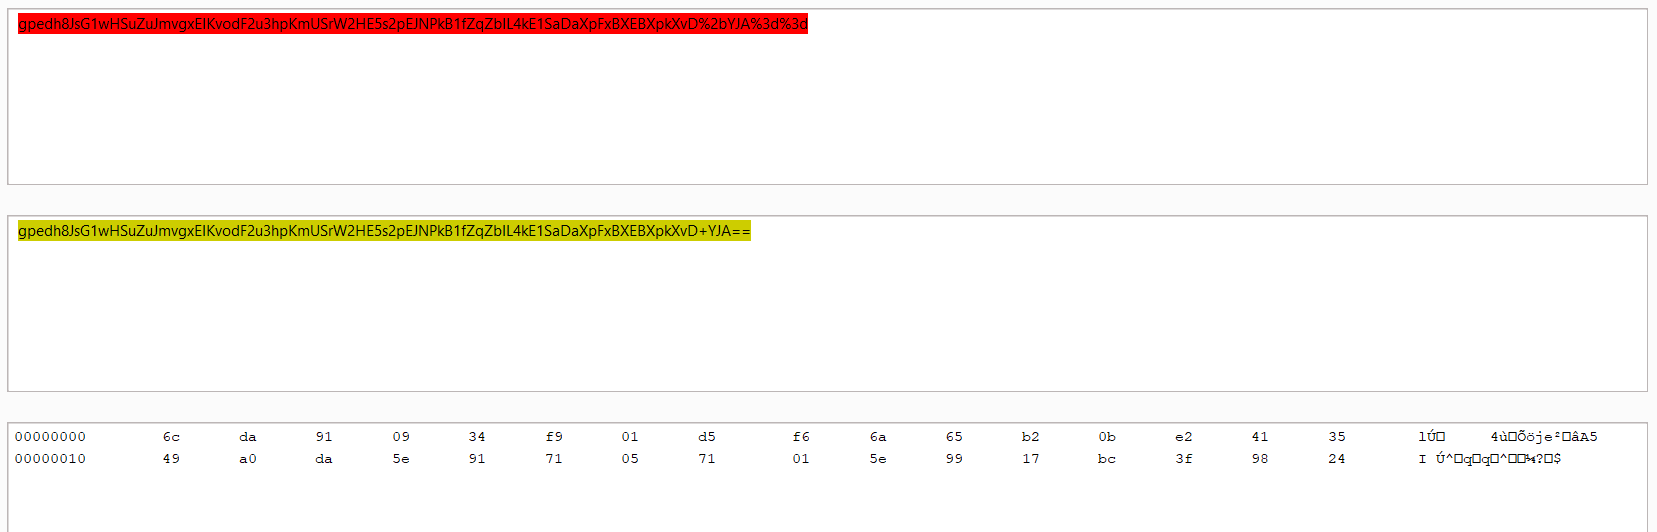 gpedh8JsG1wHSuZuJmvgxEIKvodF2u3hpKmUSrW2HE5s2pEJNPkB1fZqZbIL4kE1SaDaXpFxBXEBXpkXvD%2bYJA%3d%3d
gpedh8JsG1wHSuZuJmvgxEIKvodF2u3hpKmUSrW2HE5s2pEJNPkB1fZqZbIL4kE1SaDaXpFxBXEBXpkXvD+YJA==
00000000 6c da 91 09 34 f9 01 d5 f6 6a 65 b2 0b e2 41 35 lÚ□ 4ù□Õöje²□âA5
00000010 49 a0 da 5e 91 71 05 71 01 5e 99 17 bc 3f 98 24 I Ú^□q□q□^□□¼?□$